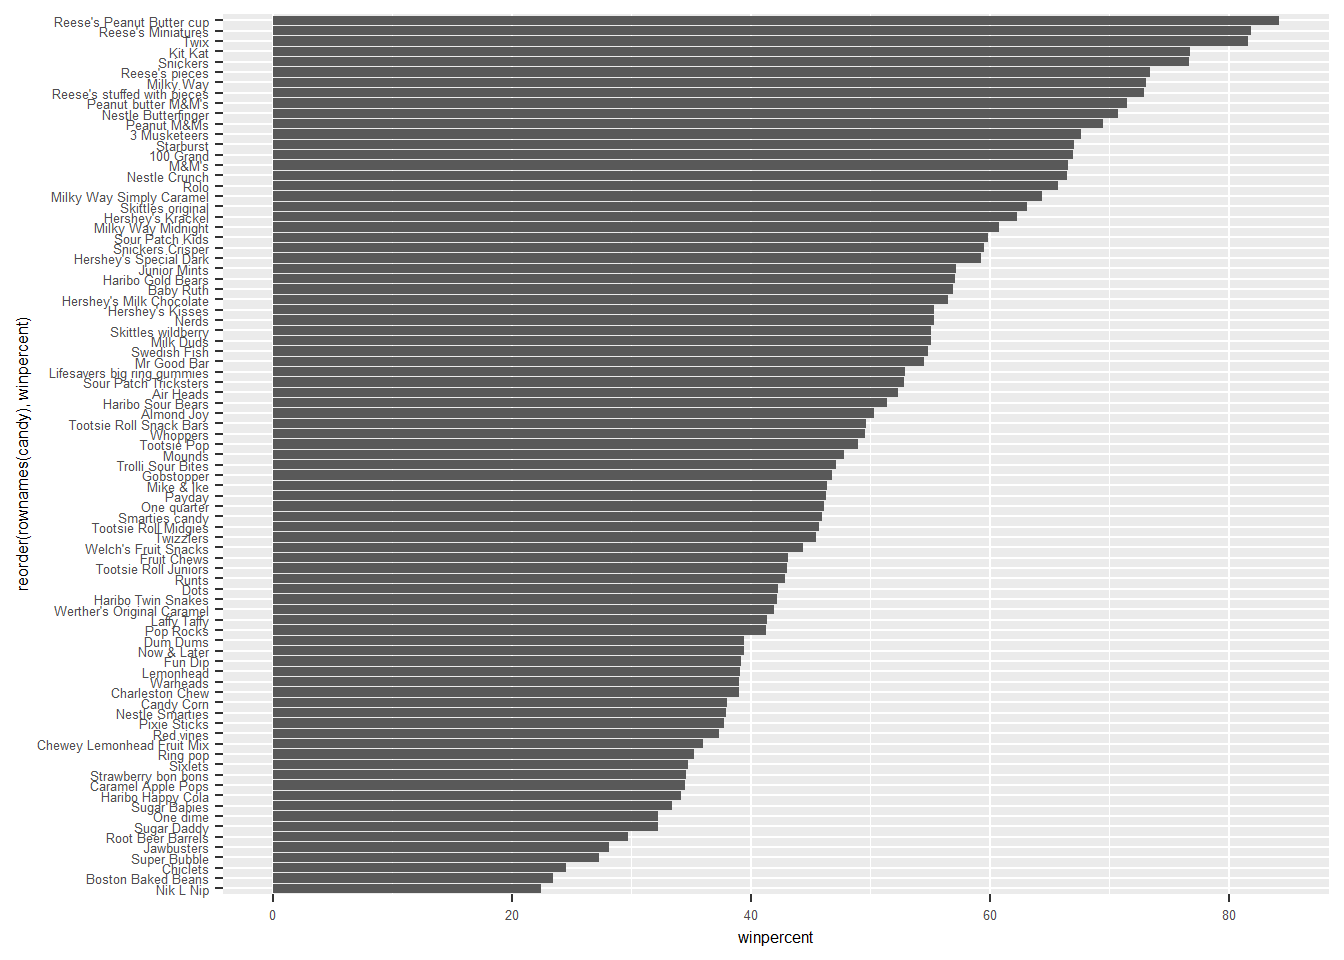 Reese's Peanut Butter cup
Reese's Miniatures
Twix
Kit Kat
Snickers
Reese's pieces
Milky Way
Reese's stuffed with pieces
Peanut butter M&M's
Nestle Butterfinger
Peanut M&Ms
3 Musketeers
Starburst
100 Grand
M&M's
Nestle Crunch
Rolo
Milky Way Simply Caramel
Skittles original
Hershey's Krackel
Milky Way Midnight
Sour Patch Kids
Snickers Crisper
Hershey's Special Dark
Junior Mints
Haribo Gold Bears
Baby Ruth
Hershey's Milk Chocolate
Hershey's Kisses
Nerds
Skittles wildberry
Milk Duds
Swedish Fish
Mr Good Bar
Lifesavers big ring gummies
Sour Patch Tricksters
Air Heads
Haribo Sour Bears
Almond Joy
Tootsie Roll Snack Bars
Whoppers
Tootsie Pop
Mounds
Trolli Sour Bites
Gobstopper
Mike & Ike
Payday
One quarter
Smarties candy
Tootsie Roll Midgies
Twizzlers
Welch's Fruit Snacks
Fruit Chews
Tootsie Roll Juniors
Runts
Dots
Haribo Twin Snakes
Werther's Original Caramel
Laffy Taffy
Pop Rocks
Dum Dums
Now & Later
Fun Dip
Lemonhead
Warheads
Charleston Chew
Candy Corn
Nestle Smarties
Pixie Sticks
Red vines
Chewey Lemonhead Fruit Mix
Ring pop
Sixlets
Strawberry bon bons
Caramel Apple Pops
Haribo Happy Cola
Sugar Babies
One dime
Sugar Daddy
Root Beer Barrels
Jawbusters
Super Bubble
Chiclets
Boston Baked Beans
Nik L Nip
reorder(rownames(candy), winpercent)
0 20 40 60 80
winpercent